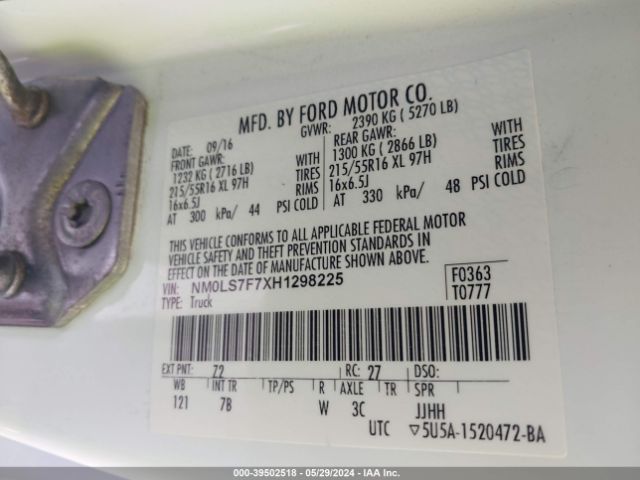 MFD. BY FORD MOTOR CO.
DATE: 09/16 GVWR: 2390 KG ( 5270 LB)
FRONT GAWR: REAR GAWR:
1232 KG ( 2716 LB) WITH 1300 KG ( 2866 LB) WITH
215/55R16 XL 97H TIRES 215/55R16 XL 97H TIRES
16x6.5J RIMS 16x6.5J RIMS
AT 300 kPa/ 44 PSI COLD AT 330 kPa/ 48 PSI COLD
THIS VEHICLE CONFORMS TO ALL APPLICABLE FEDERAL MOTOR
VEHICLE SAFETY AND THEFT PREVENTION STANDARDS IN
EFFECT ON THE DATE OF MANUFACTURE SHOWN ABOVE.
VIN: NM0LS7F7XH1298225
TYPE: Truck
F0363
T0777
EXT PNT: Z2 RC: 27 DSO:
WB INT TR TP/PS R AXLE TR SPR
121 7B W 3C JJHH
UTC ▽5U5A-1520472-BA
000-39502518 - 05/29/2024 - IAA Inc.